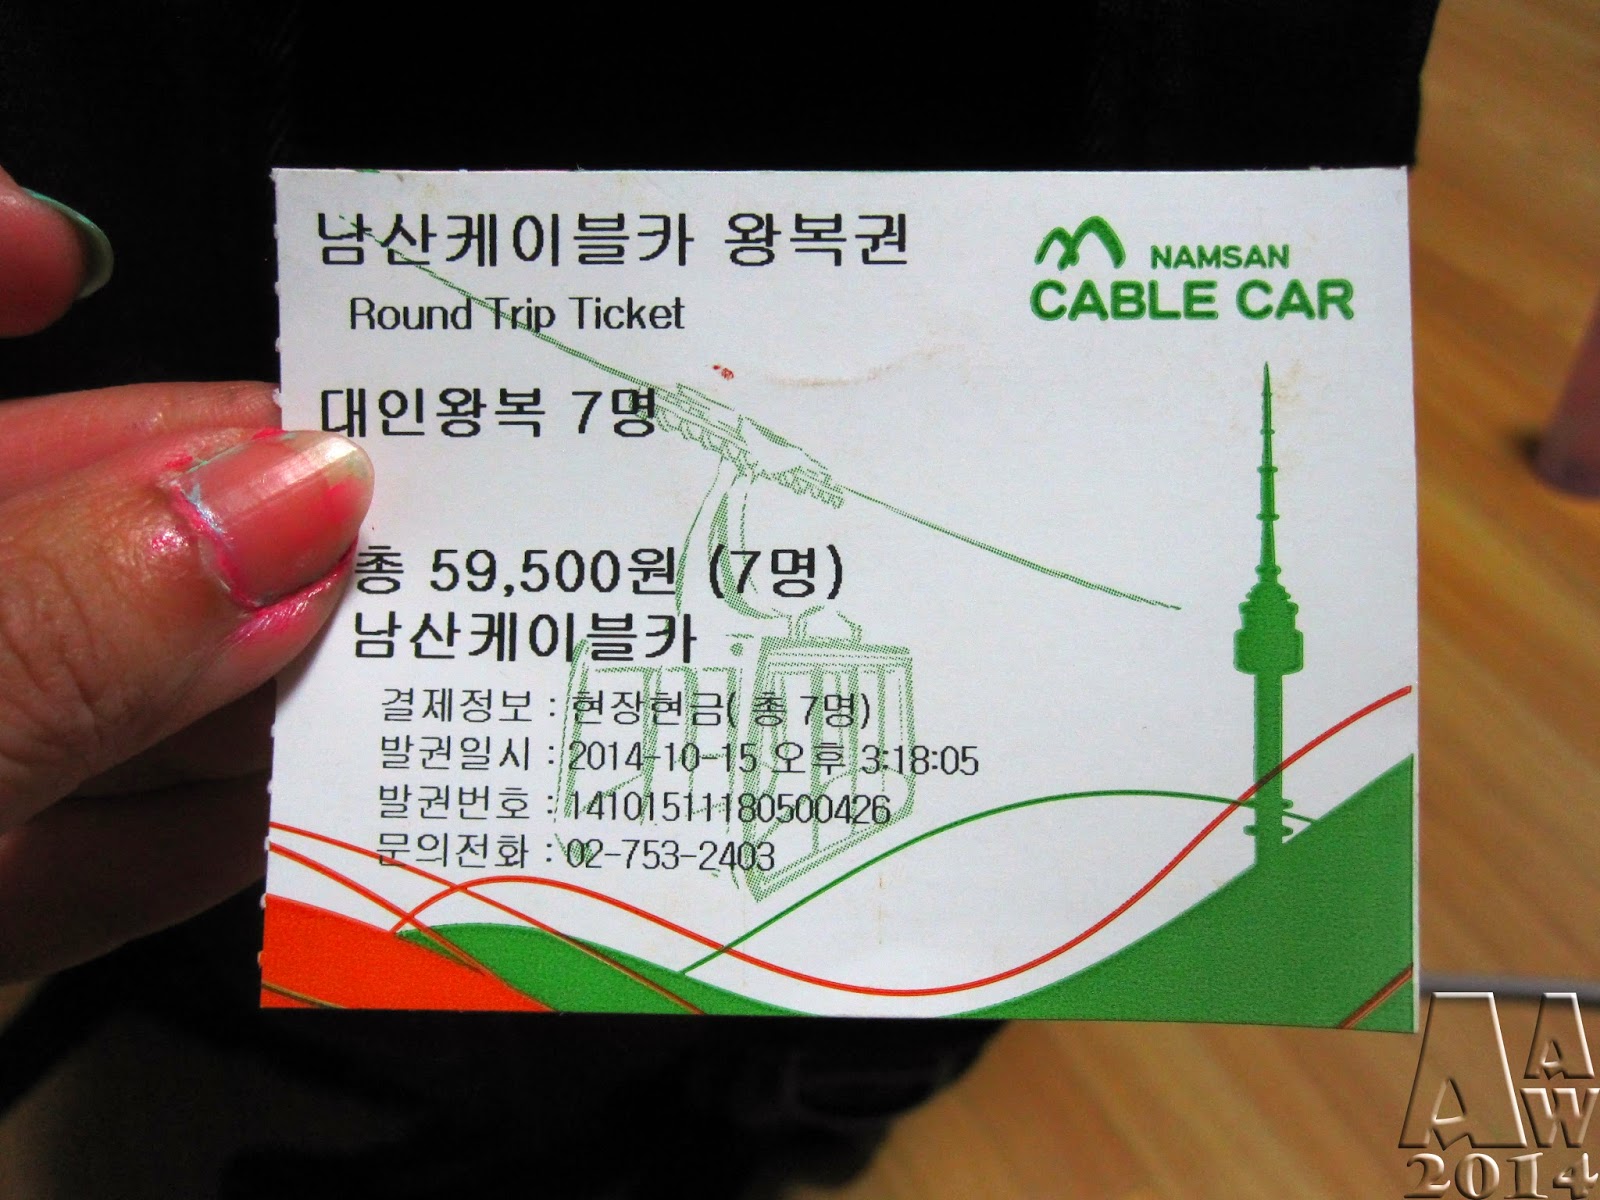 남산케이블카 왕복권
Round Trip Ticket
NAMSAN
CABLE CAR
대인왕복 7명
총 59,500원 (7명)
남산케이블카
결제정보 : 현장현금( 총 7명)
발권일시 : 2014-10-15 오후 3:18:05
발권번호 : 14101511180500426
문의전화 : 02-753-2403
AAW
2014